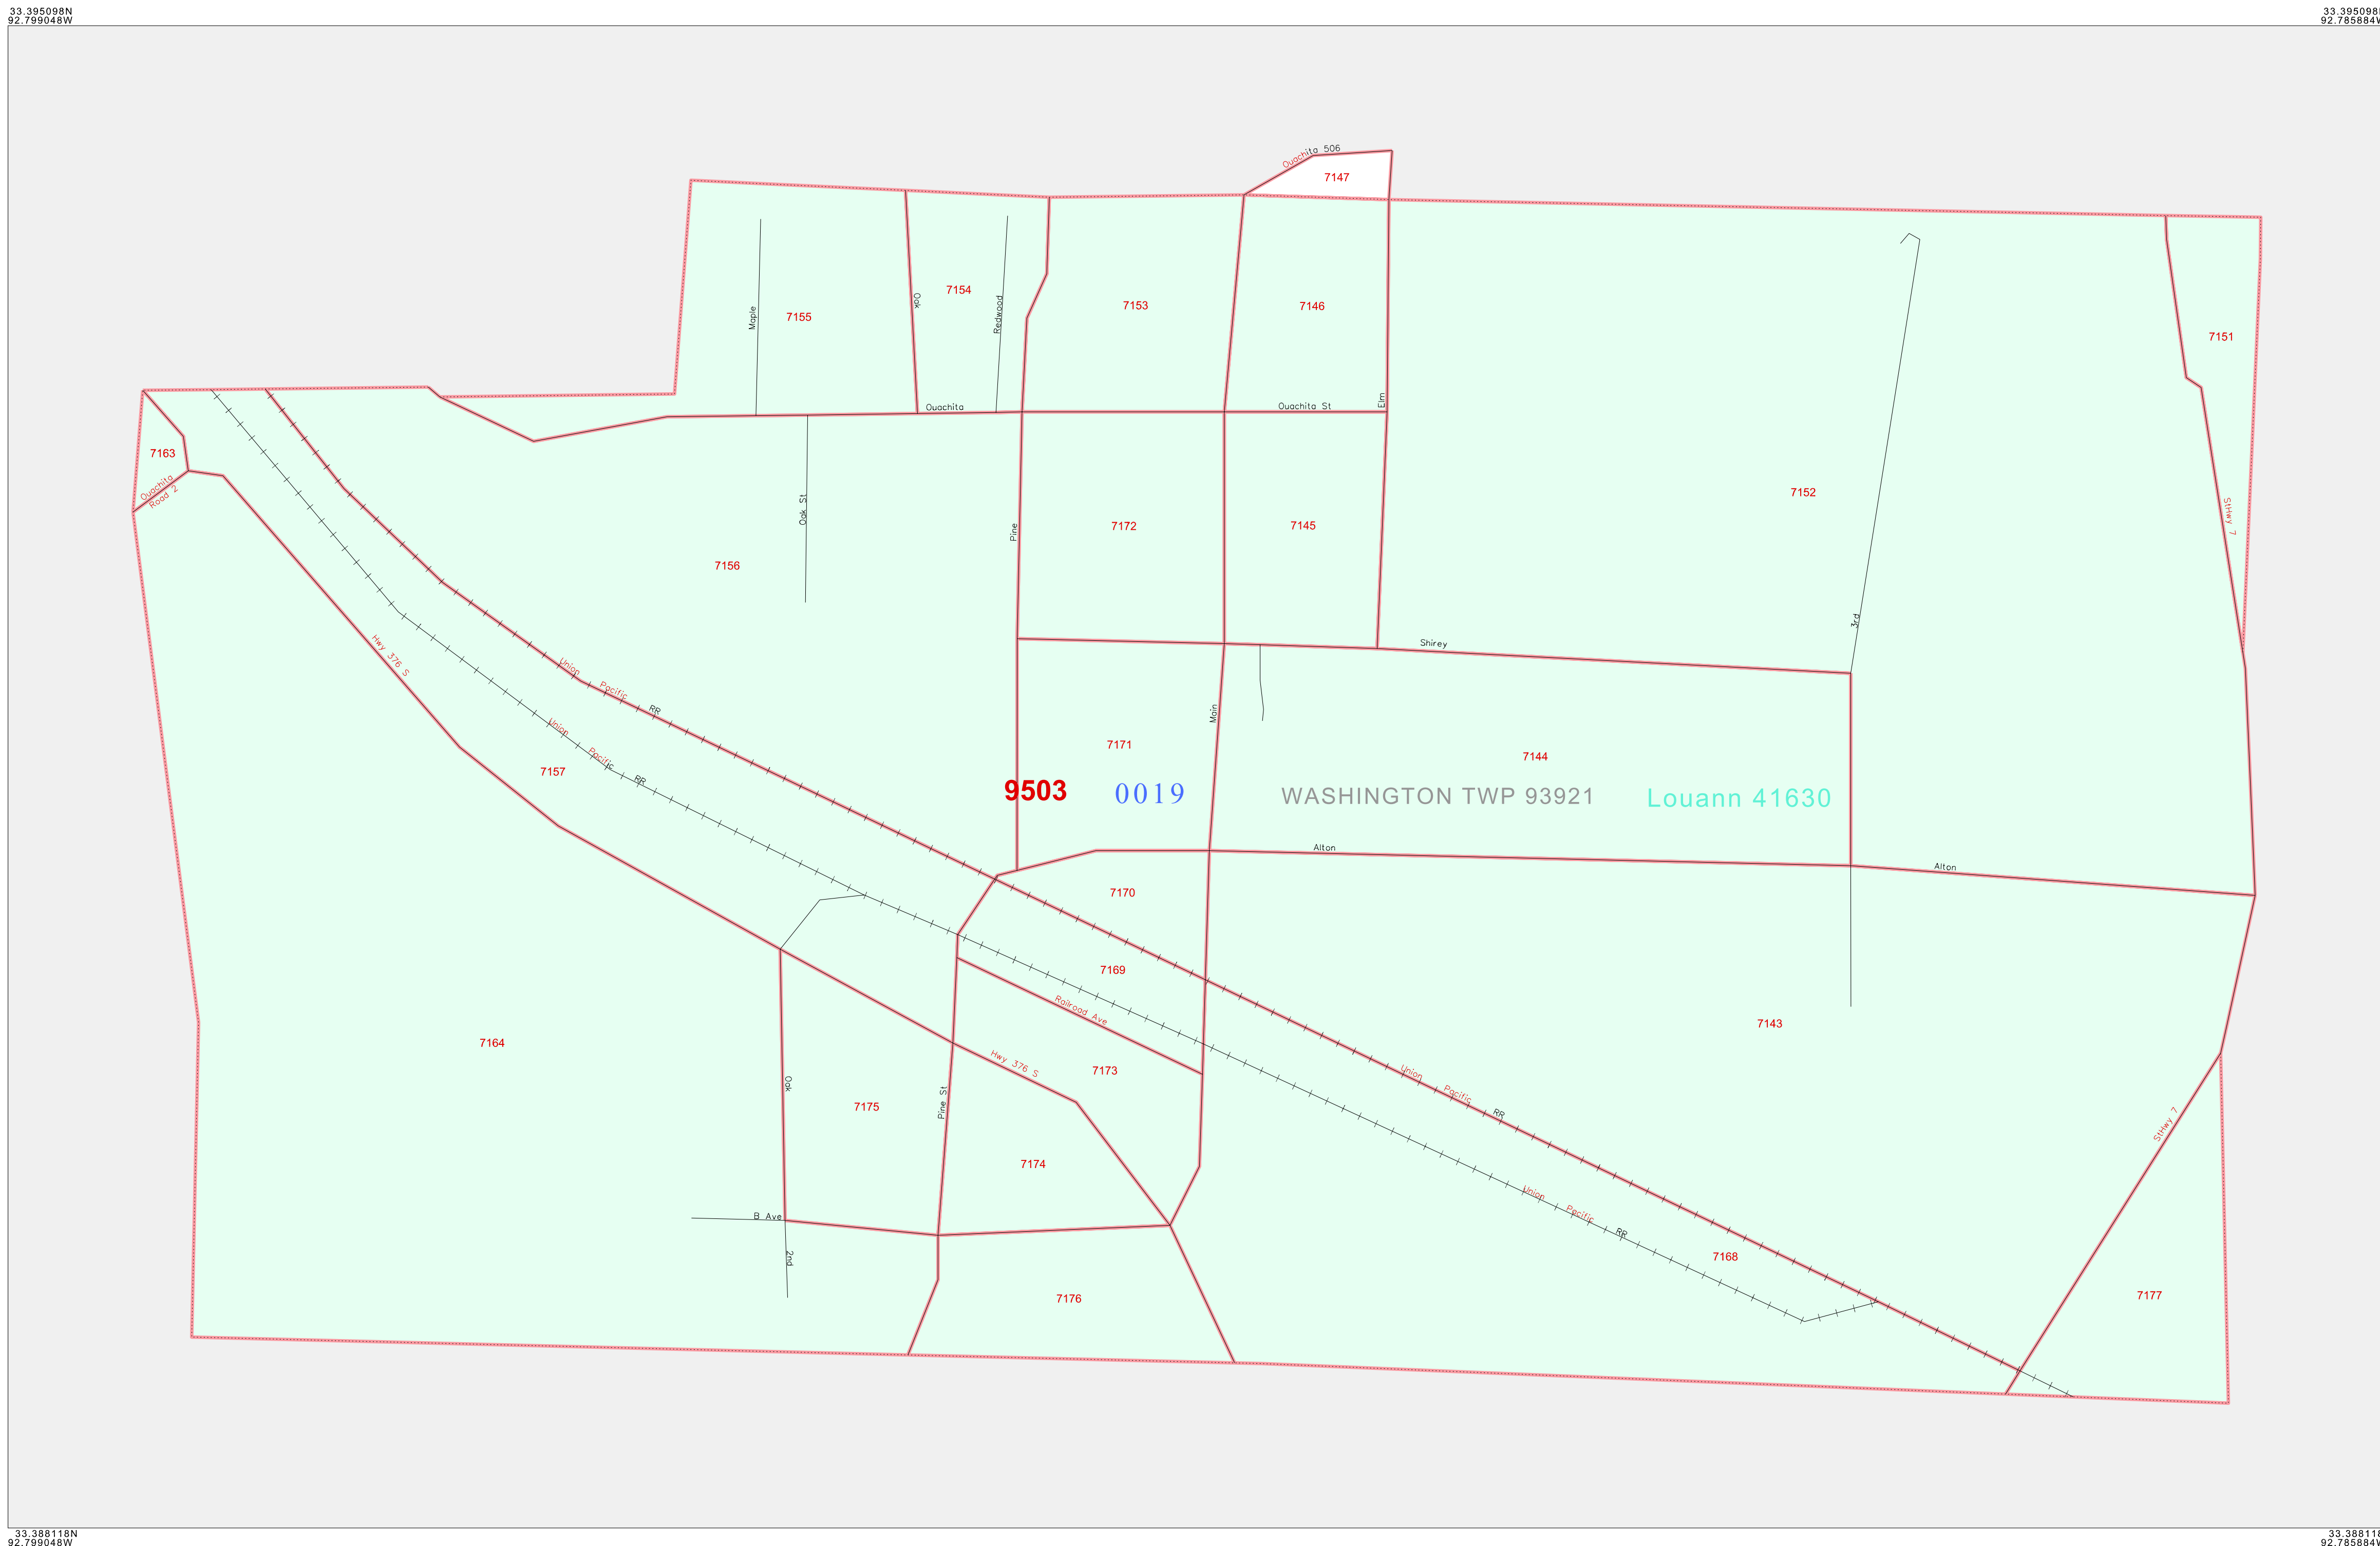 33.395098N
92.799048W
33.395098N
92.785884W
Ouachita 506
7147
7154
7153
7146
7155
Maple
Oak
Redwood
7151
Ouachita
Ouachita St
Elm
7163
Ouachita
Road 2
7152
Oak St
Pine
7172
7145
StHwy 7
7156
3rd
Hwy 376 S
Shirey
Union
Pacific
RR
Union
Pacific
RR
Main
7171
7144
7157
9503
0019
WASHINGTON TWP 93921
Louann 41630
Alton
Alton
7170
7169
Railroad Ave
7143
7164
Hwy 376 S
7173
Union
Pacific
RR
Oak
7175
Pine St
StHwy 7
7174
Union
Pacific
RR
B Ave
2nd
7168
7176
7177
33.388118N
92.799048W
33.388118
92.785884W